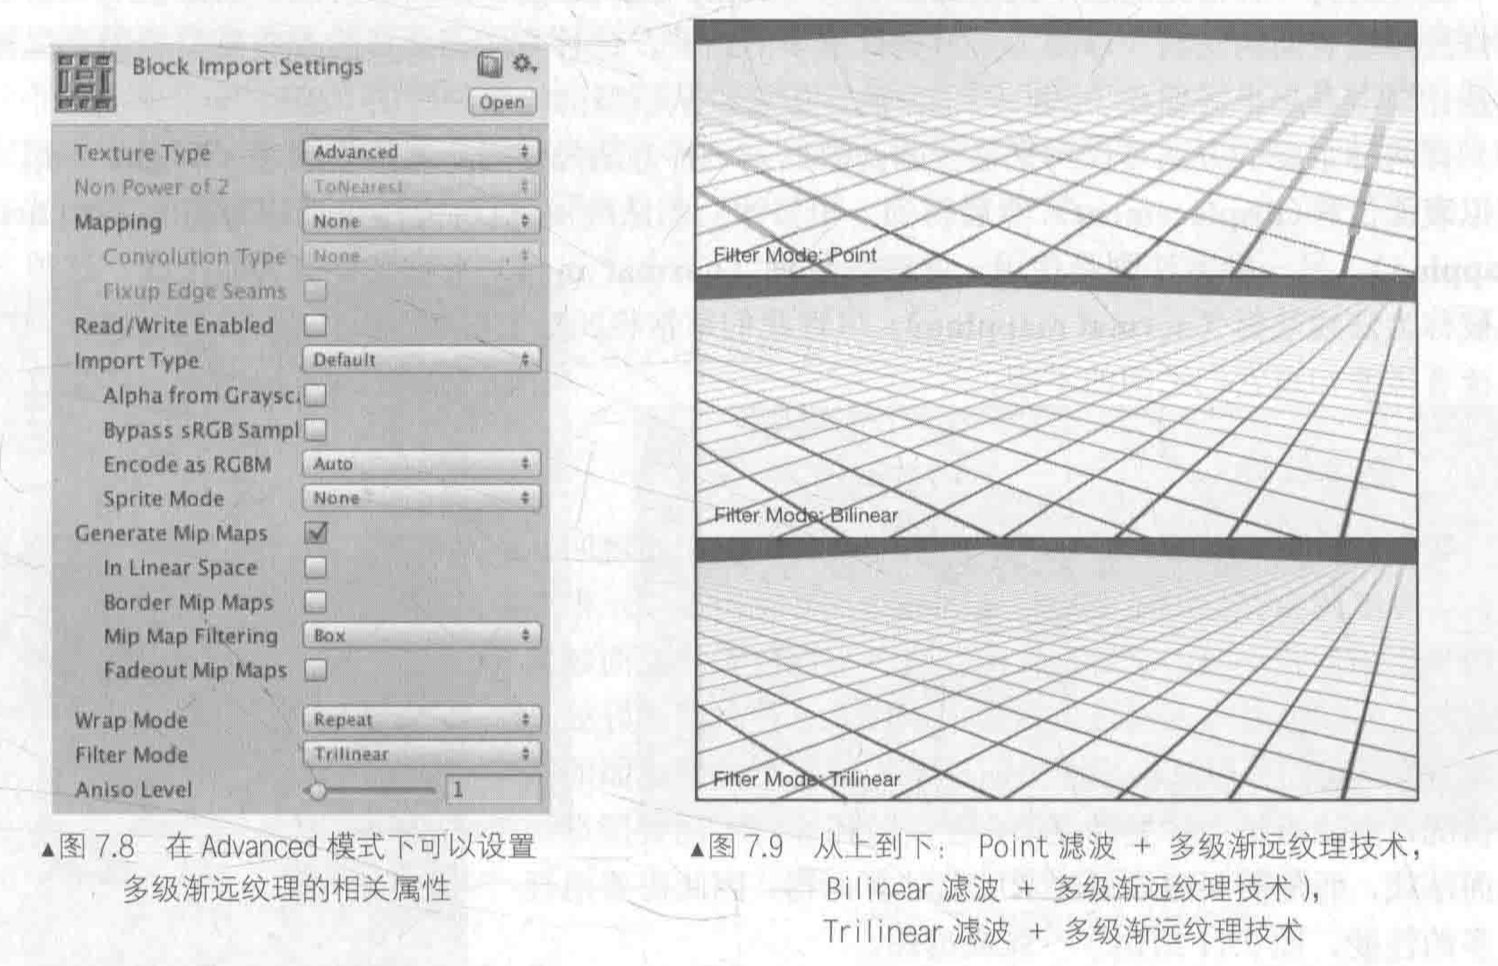 Block Import Settings
Open
Texture Type Advanced
Non Power of 2 ToNearest
Mapping None
Convolution Type None
Fixup Edge Seams
Read/Write Enabled
Import Type Default
Alpha from Graysc
Bypass sRGB Sampl
Encode as RGBM Auto
Sprite Mode None
Generate Mip Maps
In Linear Space
Border Mip Maps
Mip Map Filtering Box
Fadeout Mip Maps
Wrap Mode Repeat
Filter Mode Trilinear
Aniso Level 1
▲图 7.8 在 Advanced 模式下可以设置
多级渐远纹理的相关属性
Filter Mode: Point
Filter Mode: Bilinear
Filter Mode: Trilinear
▲图 7.9 从上到下： Point 滤波 + 多级渐远纹理技术，
Bilinear 滤波 + 多级渐远纹理技术），
Trilinear 滤波 + 多级渐远纹理技术